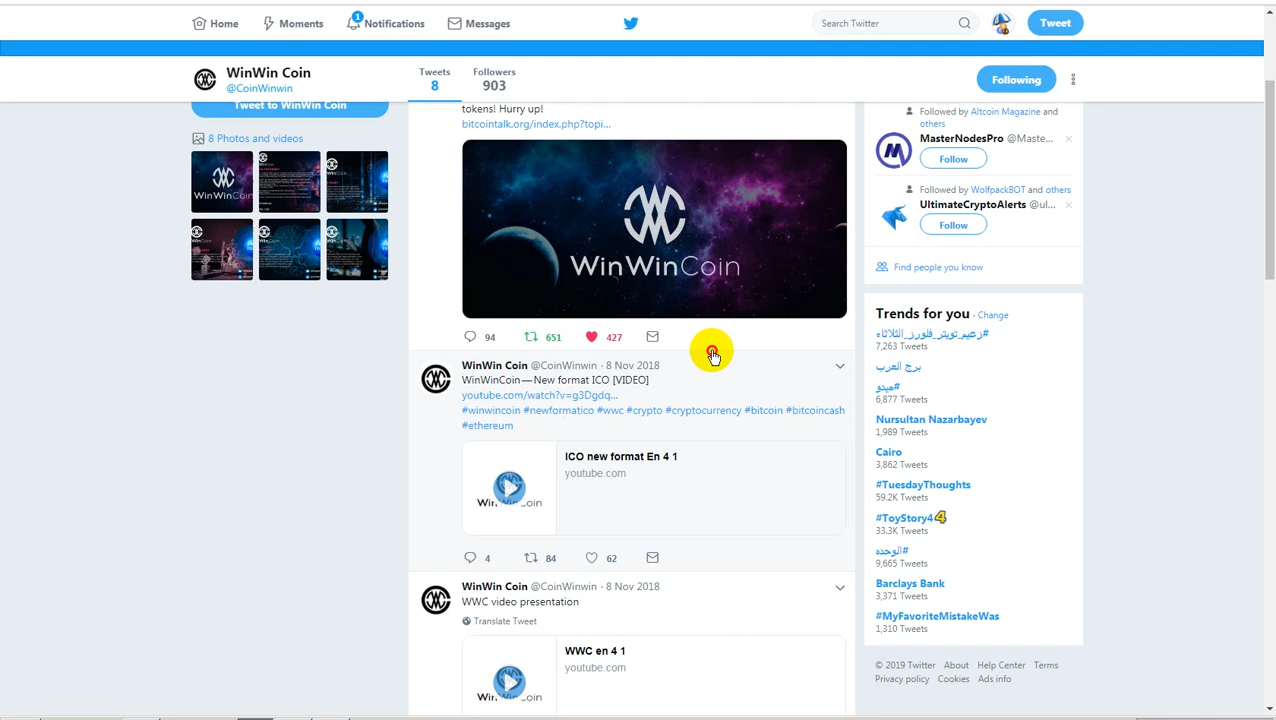 Home
Moments
1
Notifications
Messages
Search Twitter
Tweet
WinWin Coin
@CoinWinwin
Tweets
8
Followers
903
Following
Tweet to WinWin Coin
8 Photos and videos
WinWinCoin
tokens! Hurry up!
bitcointalk.org/index.php?topi...
WinWinCoin
94
651
427
WinWin Coin @CoinWinwin · 8 Nov 2018
WinWinCoin — New format ICO [VIDEO]
youtube.com/watch?v=g3Dgdq...
#winwincoin #newformatico #wwc #crypto #cryptocurrency #bitcoin #bitcoincash
#ethereum
WinWinCoin
ICO new format En 4 1
youtube.com
4
84
62
WinWin Coin @CoinWinwin · 8 Nov 2018
WWC video presentation
Translate Tweet
WinWinCoin
WWC en 4 1
youtube.com
Followed by Altcoin Magazine and
others
MasterNodesPro @Maste...
Follow
Followed by WolfpackBOT and others
UltimateCryptoAlerts @ul...
Follow
Find people you know
Trends for you · Change
#زعيم_تويتر_فلورز_الثلاثاء
7,263 Tweets
برج العرب
#ميدو
6,877 Tweets
Nursultan Nazarbayev
1,989 Tweets
Cairo
3,862 Tweets
#TuesdayThoughts
59.2K Tweets
#ToyStory4
33.3K Tweets
#الوحده
9,665 Tweets
Barclays Bank
3,371 Tweets
#MyFavoriteMistakeWas
1,310 Tweets
© 2019 Twitter About Help Center Terms
Privacy policy Cookies Ads info